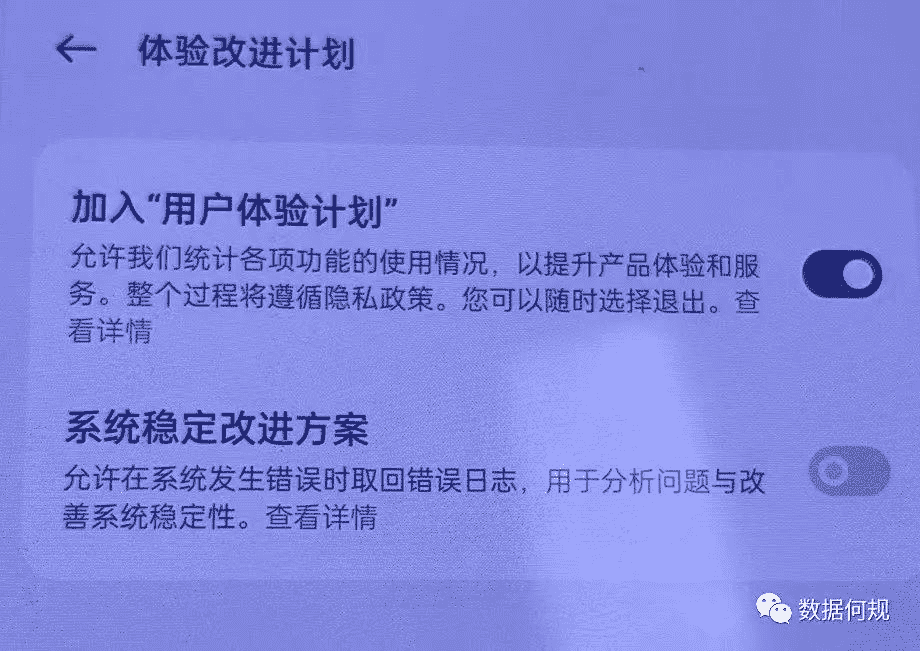 体验改进计划
加入“用户体验计划”
允许我们统计各项功能的使用情况，以提升产品体验和服
务。整个过程将遵循隐私政策。您可以随时选择退出。查
看详情
系统稳定改进方案
允许在系统发生错误时取回错误日志，用于分析问题与改
善系统稳定性。查看详情
数据何规